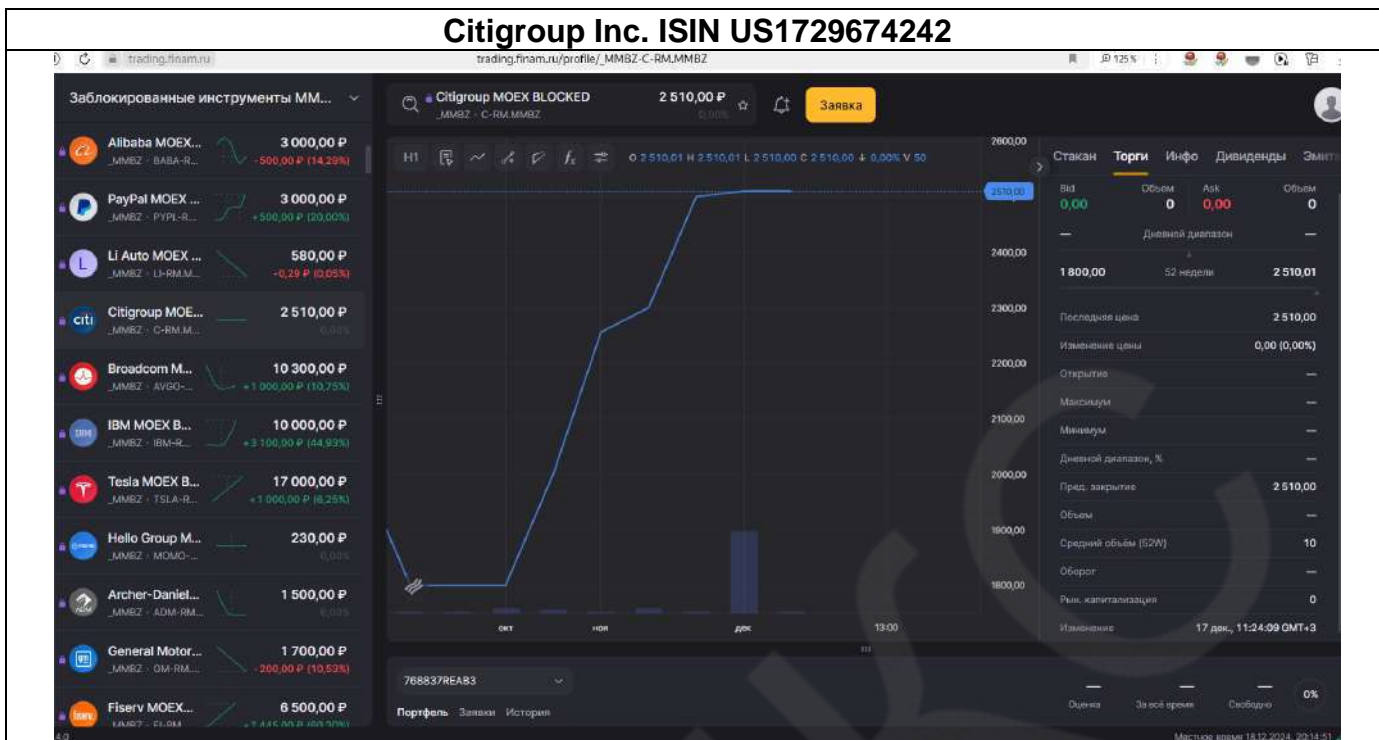 Citigroup Inc. ISIN US1729674242
trading.finam.ru
trading.finam.ru/profile/_MMBZ-C-RM.MMBZ
125 %
Заблокированные инструменты ММ...
Citigroup MOEX BLOCKED 2 510,00 ₽
_MMBZ · C-RM.MMBZ 0,00%
Заявка
Alibaba MOEX... 3 000,00 ₽
_MMBZ · BABA-R... -500,00 ₽ (14,29%)
PayPal MOEX ... 3 000,00 ₽
_MMBZ · PYPL-R... +500,00 ₽ (20,00%)
Li Auto MOEX ... 580,00 ₽
_MMBZ · LI-RM.M... -0,29 ₽ (0,05%)
citi
Citigroup MOE... 2 510,00 ₽
_MMBZ · C-RM.M... 0,00%
Broadcom M... 10 300,00 ₽
_MMBZ · AVGO-... +1 000,00 ₽ (10,75%)
IBM MOEX B... 10 000,00 ₽
_MMBZ · IBM-R... +3 100,00 ₽ (44,93%)
Tesla MOEX B... 17 000,00 ₽
_MMBZ · TSLA-R... +1 000,00 ₽ (6,25%)
Hello Group M... 230,00 ₽
_MMBZ · MOMO-... 0,00%
Archer-Daniel... 1 500,00 ₽
_MMBZ · ADM-RM... 0,00%
General Motor... 1 700,00 ₽
_MMBZ · GM-RM.... -200,00 ₽ (10,53%)
Fiserv MOEX... 6 500,00 ₽
H1
O 2 510,01 H 2 510,01 L 2 510,00 C 2 510,00 ↓ 0,00% V 50
2600,00
2510,00
2400,00
2300,00
2200,00
2100,00
2000,00
1900,00
1800,00
окт ноя дек 13:00
768837REAB3
Портфель Заявки История
Оценка За всё время Свободно 0%
Стакан Торги Инфо Дивиденды Эмит
Bid Объем Ask Объем
0,00 0 0,00 0
— Дневной диапазон —
1 800,00 52 недели 2 510,01
Последняя цена 2 510,00
Изменение цены 0,00 (0,00%)
Открытие —
Максимум —
Минимум —
Дневной диапазон, % —
Пред. закрытие 2 510,00
Объем —
Средний объём (52W) 10
Оборот —
Рын. капитализация 0
Изменение 17 дек., 11:24:09 GMT+3
Местное время 18.12.2024, 20:14:51